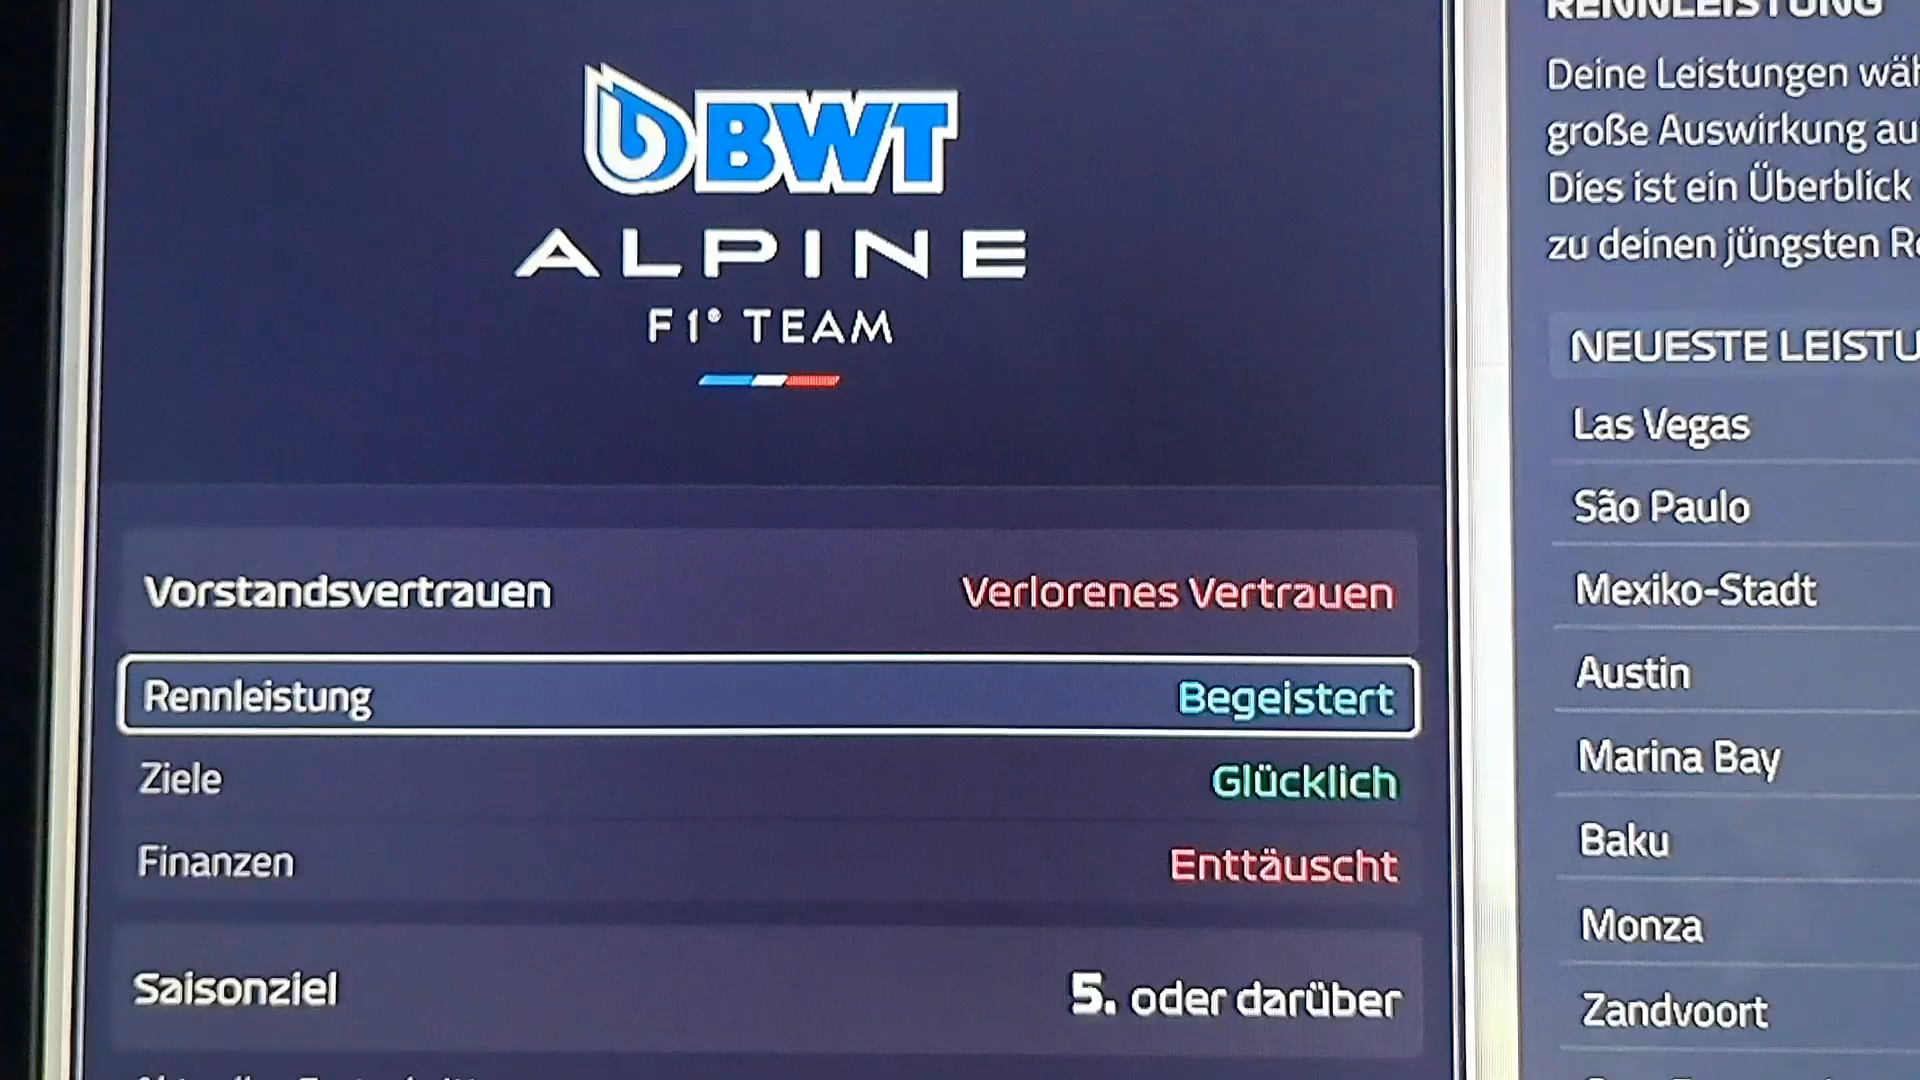 BWT
ALPINE
F1® TEAM
Vorstandsvertrauen Verlorenes Vertrauen
Rennleistung Begeistert
Ziele Glücklich
Finanzen Enttäuscht
Saisonziel 5. oder darüber
RENNLEISTUNG
Deine Leistungen
große Auswirkung
Dies ist ein Überblick
zu deinen jüngsten
NEUESTE
Las Vegas
São Paulo
Mexiko-Stadt
Austin
Marina Bay
Baku
Monza
Zandvoort